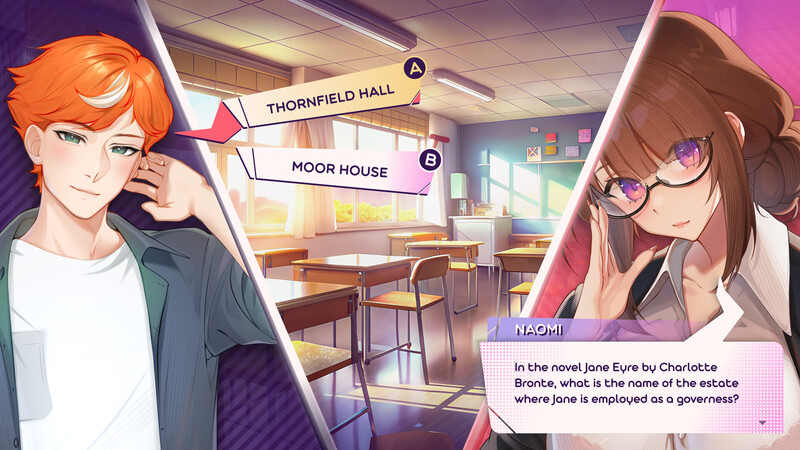 A
THORNFIELD HALL
B
MOOR HOUSE
NAOMI
In the novel Jane Eyre by Charlotte
Bronte, what is the name of the estate
where Jane is employed as a governess?